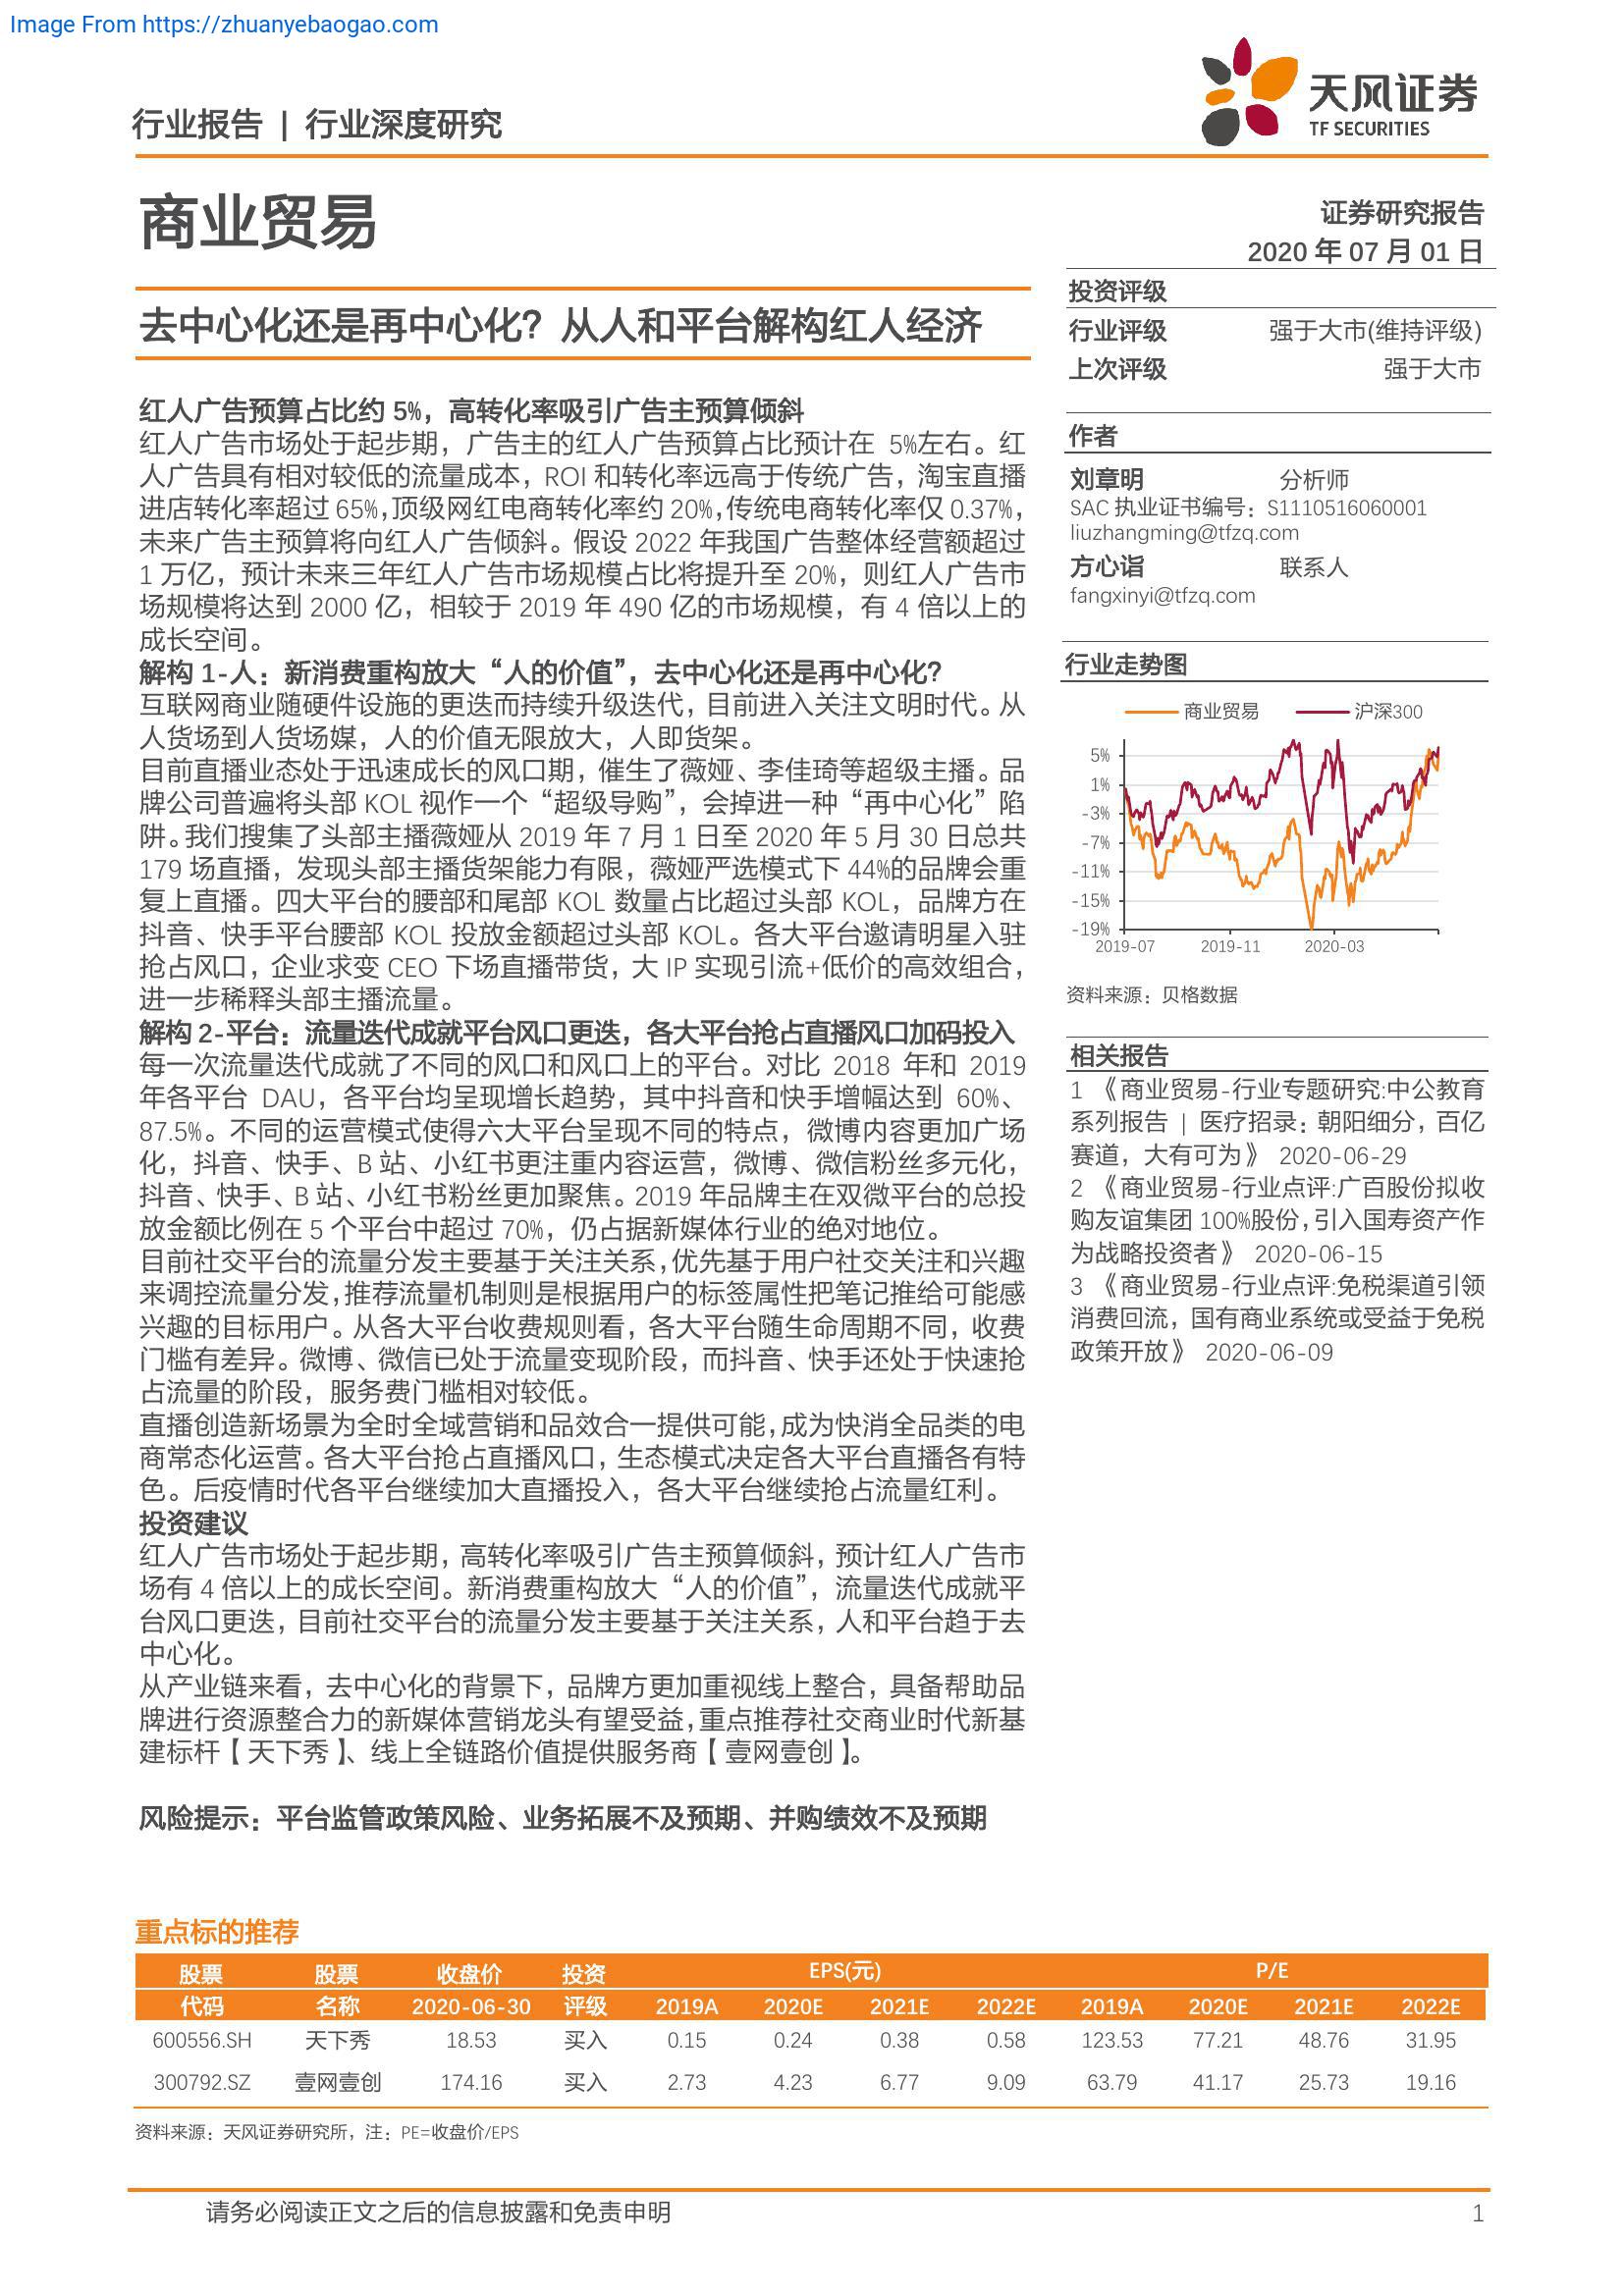 Image From https://zhuanyebaogao.com
行业报告 | 行业深度研究
天风证券
TF SECURITIES
商业贸易
证券研究报告
2020 年 07 月 01 日
去中心化还是再中心化？从人和平台解构红人经济
红人广告预算占比约 5%，高转化率吸引广告主预算倾斜
红人广告市场处于起步期，广告主的红人广告预算占比预计在 5%左右。红
人广告具有相对较低的流量成本，ROI 和转化率远高于传统广告，淘宝直播
进店转化率超过 65%，顶级网红电商转化率约 20%，传统电商转化率仅 0.37%，
未来广告主预算将向红人广告倾斜。假设 2022 年我国广告整体经营额超过
1 万亿，预计未来三年红人广告市场规模占比将提升至 20%，则红人广告市
场规模将达到 2000 亿，相较于 2019 年 490 亿的市场规模，有 4 倍以上的
成长空间。
解构 1-人：新消费重构放大“人的价值”，去中心化还是再中心化？
互联网商业随硬件设施的更迭而持续升级迭代，目前进入关注文明时代。从
人货场到人货场媒，人的价值无限放大，人即货架。
目前直播业态处于迅速成长的风口期，催生了薇娅、李佳琦等超级主播。品
牌公司普遍将头部 KOL 视作一个“超级导购”，会掉进一种“再中心化”陷
阱。我们搜集了头部主播薇娅从 2019 年 7 月 1 日至 2020 年 5 月 30 日总共
179 场直播，发现头部主播货架能力有限，薇娅严选模式下 44%的品牌会重
复上直播。四大平台的腰部和尾部 KOL 数量占比超过头部 KOL，品牌方在
抖音、快手平台腰部 KOL 投放金额超过头部 KOL。各大平台邀请明星入驻
抢占风口，企业求变 CEO 下场直播带货，大 IP 实现引流+低价的高效组合，
进一步稀释头部主播流量。
解构 2-平台：流量迭代成就平台风口更迭，各大平台抢占直播风口加码投入
每一次流量迭代成就了不同的风口和风口上的平台。对比 2018 年和 2019
年各平台 DAU，各平台均呈现增长趋势，其中抖音和快手增幅达到 60%、
87.5%。不同的运营模式使得六大平台呈现不同的特点，微博内容更加广场
化，抖音、快手、B 站、小红书更注重内容运营，微博、微信粉丝多元化，
抖音、快手、B 站、小红书粉丝更加聚焦。2019 年品牌主在双微平台的总投
放金额比例在 5 个平台中超过 70%，仍占据新媒体行业的绝对地位。
目前社交平台的流量分发主要基于关注关系，优先基于用户社交关注和兴趣
来调控流量分发，推荐流量机制则是根据用户的标签属性把笔记推给可能感
兴趣的目标用户。从各大平台收费规则看，各大平台随生命周期不同，收费
门槛有差异。微博、微信已处于流量变现阶段，而抖音、快手还处于快速抢
占流量的阶段，服务费门槛相对较低。
直播创造新场景为全时全域营销和品效合一提供可能，成为快消全品类的电
商常态化运营。各大平台抢占直播风口，生态模式决定各大平台直播各有特
色。后疫情时代各平台继续加大直播投入，各大平台继续抢占流量红利。
投资建议
红人广告市场处于起步期，高转化率吸引广告主预算倾斜，预计红人广告市
场有 4 倍以上的成长空间。新消费重构放大“人的价值”，流量迭代成就平
台风口更迭，目前社交平台的流量分发主要基于关注关系，人和平台趋于去
中心化。
从产业链来看，去中心化的背景下，品牌方更加重视线上整合，具备帮助品
牌进行资源整合力的新媒体营销龙头有望受益，重点推荐社交商业时代新基
建标杆【天下秀】、线上全链路价值提供服务商【壹网壹创】。
风险提示：平台监管政策风险、业务拓展不及预期、并购绩效不及预期
投资评级
行业评级 强于大市(维持评级)
上次评级 强于大市
作者
刘章明 分析师
SAC 执业证书编号：S1110516060001
liuzhangming@tfzq.com
方心诣 联系人
fangxinyi@tfzq.com
行业走势图
商业贸易 沪深300
5%
1%
-3%
-7%
-11%
-15%
-19%
2019-07 2019-11 2020-03
资料来源：贝格数据
相关报告
1 《商业贸易-行业专题研究:中公教育
系列报告 | 医疗招录：朝阳细分，百亿
赛道，大有可为》 2020-06-29
2 《商业贸易-行业点评:广百股份拟收
购友谊集团 100%股份，引入国寿资产作
为战略投资者》 2020-06-15
3 《商业贸易-行业点评:免税渠道引领
消费回流，国有商业系统或受益于免税
政策开放》 2020-06-09
重点标的推荐
股票 股票 收盘价 投资 EPS(元) P/E
代码 名称 2020-06-30 评级 2019A 2020E 2021E 2022E 2019A 2020E 2021E 2022E
600556.SH 天下秀 18.53 买入 0.15 0.24 0.38 0.58 123.53 77.21 48.76 31.95
300792.SZ 壹网壹创 174.16 买入 2.73 4.23 6.77 9.09 63.79 41.17 25.73 19.16
资料来源：天风证券研究所，注：PE=收盘价/EPS
请务必阅读正文之后的信息披露和免责申明 1